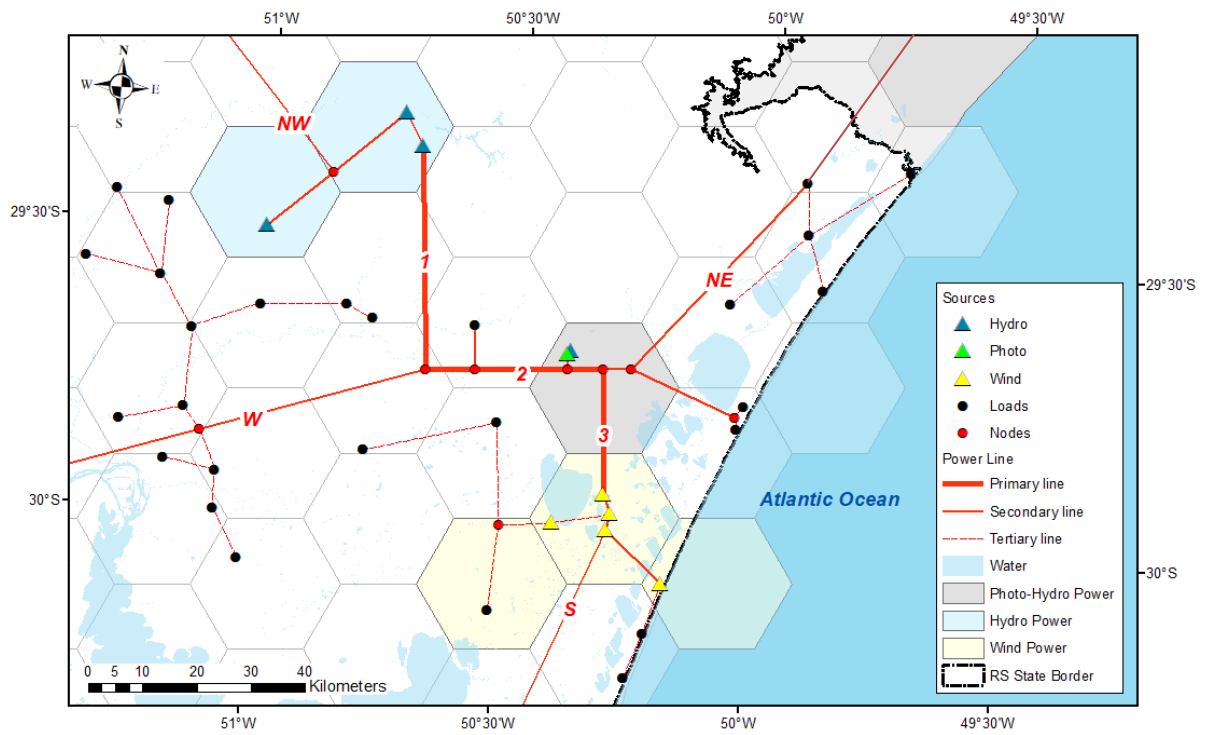 51°W
50°30'W
50°W
49°30'W
N
W
E
S
NW
29°30'S
1
NE
29°30'S
2
W
3
30°S
Atlantic Ocean
30°S
S
Sources
Hydro
Photo
Wind
Loads
Nodes
Power Line
Primary line
Secondary line
Tertiary line
Water
Photo-Hydro Power
Hydro Power
Wind Power
RS State Border
0 5 10 20 30 40
Kilometers
51°W
50°30'W
50°W
49°30'W